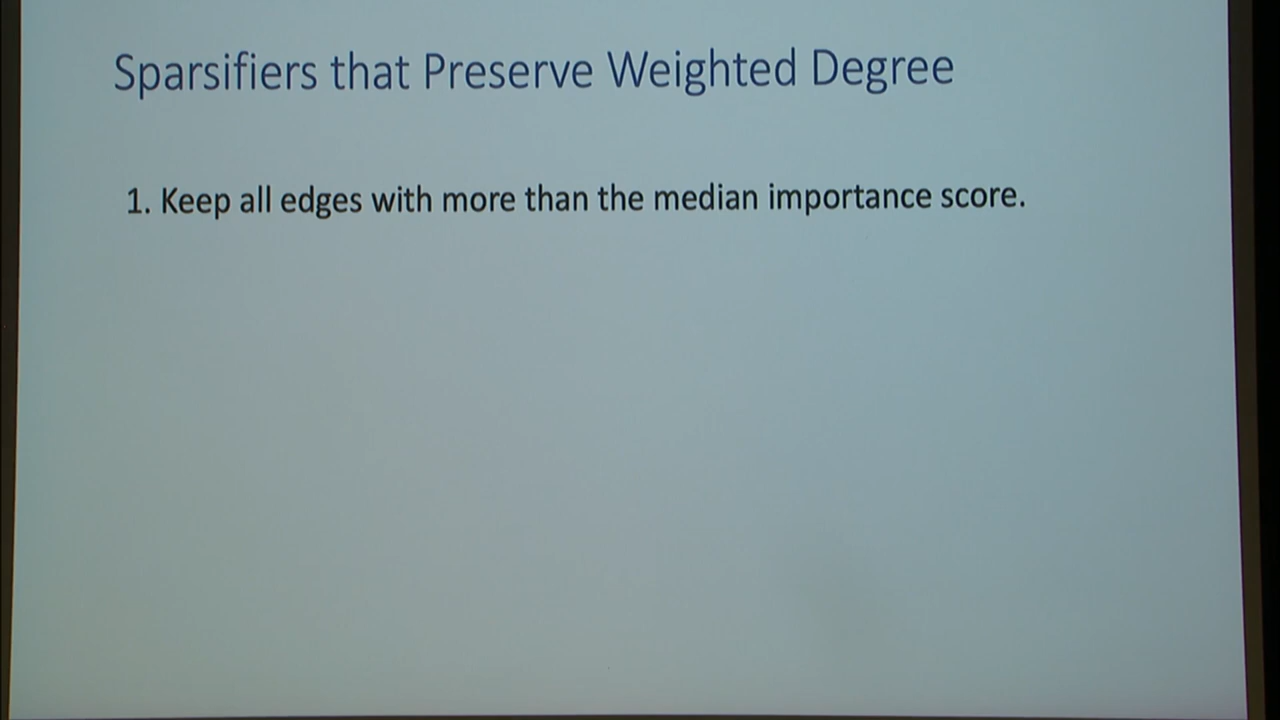 Sparsifiers that Preserve Weighted Degree
1. Keep all edges with more than the median importance score.